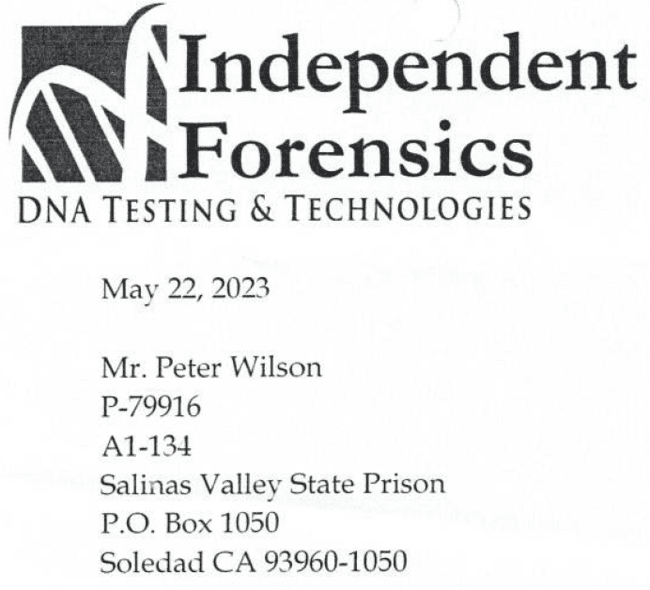 Independent
Forensics
DNA TESTING & TECHNOLOGIES
May 22, 2023
Mr. Peter Wilson
P-79916
A1-134
Salinas Valley State Prison
P.O. Box 1050
Soledad CA 93960-1050